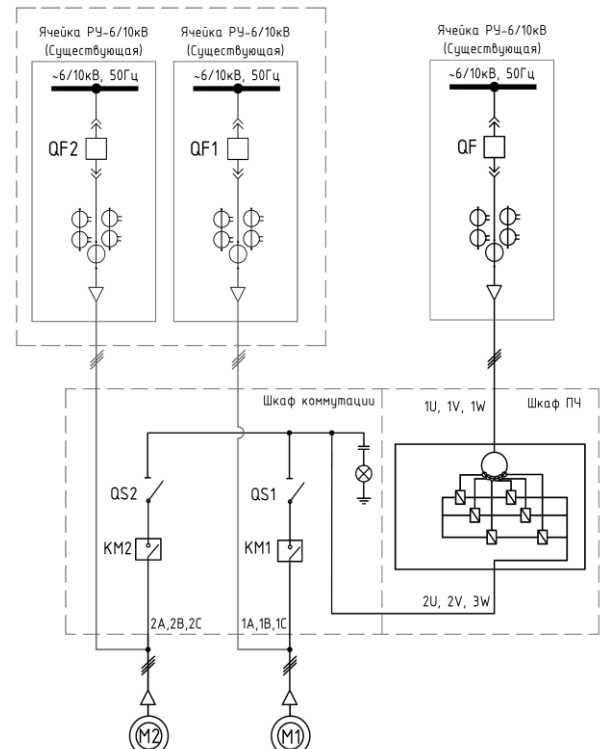 Ячейка РУ-6/10кВ
(Существующая)
~6/10кВ, 50Гц
QF2
Ячейка РУ-6/10кВ
(Существующая)
~6/10кВ, 50Гц
QF1
Ячейка РУ-6/10кВ
(Существующая)
~6/10кВ, 50Гц
QF
Шкаф коммутации
1U, 1V, 1W
Шкаф ПЧ
QS2
QS1
KM2
KM1
2U, 2V, 3W
2A,2B,2C
1A,1B,1C
M2
M1